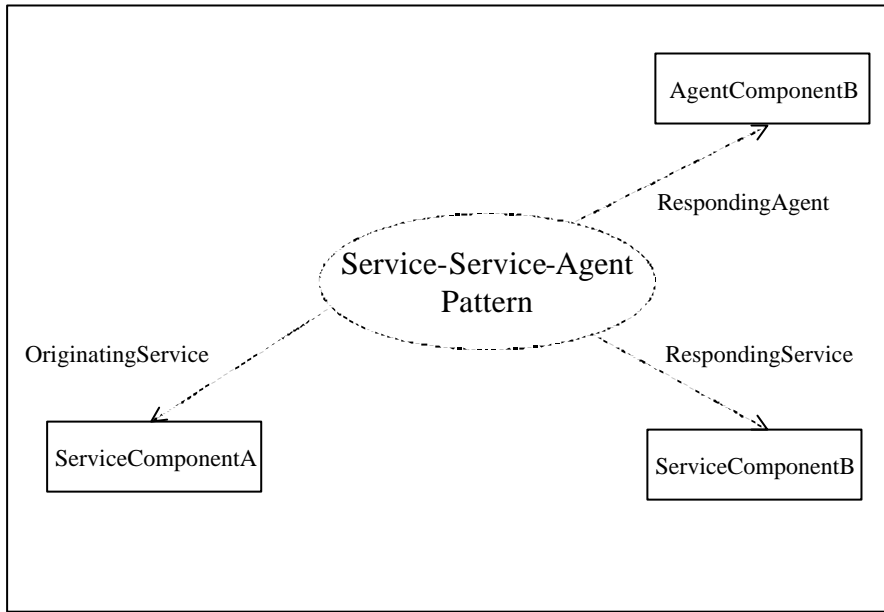 AgentComponentB
RespondingAgent
Service-Service-Agent
Pattern
OriginatingService
RespondingService
ServiceComponentA
ServiceComponentB